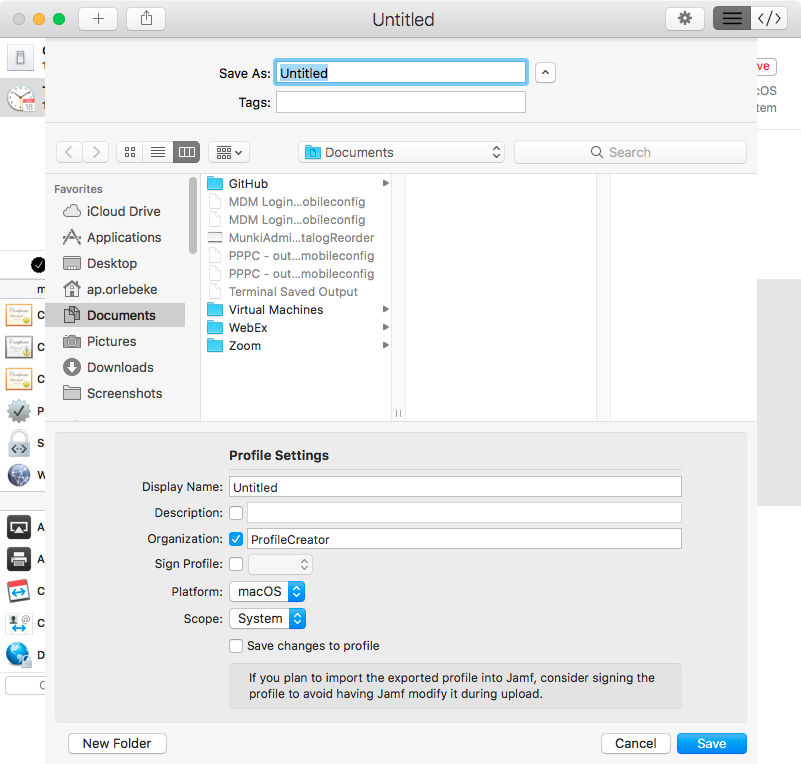 Untitled
Save As: Untitled
Tags:
Documents
Search
ve
Favorites
iCloud Drive
Applications
Desktop
ap.orlebeke
Documents
Pictures
Downloads
Screenshots
GitHub
MDM Login...obileconfig
MDM Login...obileconfig
MunkiAdmi...talogReorder
PPPC - out...mobileconfig
PPPC - out...mobileconfig
Terminal Saved Output
Virtual Machines
WebEx
Zoom
Profile Settings
Display Name: Untitled
Description:
Organization: ProfileCreator
Sign Profile:
Platform: macOS
Scope: System
Save changes to profile
If you plan to import the exported profile into Jamf, consider signing the
profile to avoid having Jamf modify it during upload.
New Folder
Cancel
Save